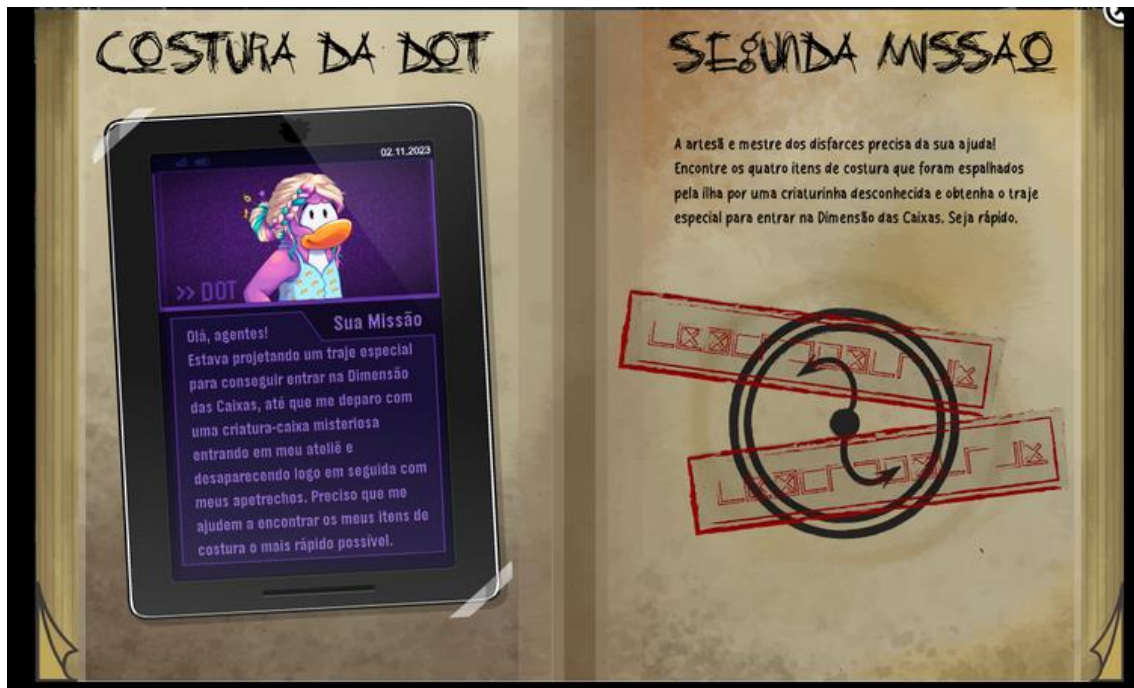 COSTURA DA DOT
02.11.2023
>> DOT
Sua Missão
Olá, agentes!
Estava projetando um traje especial
para conseguir entrar na Dimensão
das Caixas, até que me deparo com
uma criatura-caixa misteriosa
entrando em meu ateliê e
desaparecendo logo em seguida com
meus apetrechos. Preciso que me
ajudem a encontrar os meus itens de
costura o mais rápido possível.
SEGUNDA MISSAO
A artesã e mestre dos disfarces precisa da sua ajuda!
Encontre os quatro itens de costura que foram espalhados
pela ilha por uma criaturinha desconhecida e obtenha o traje
especial para entrar na Dimensão das Caixas. Seja rápido.